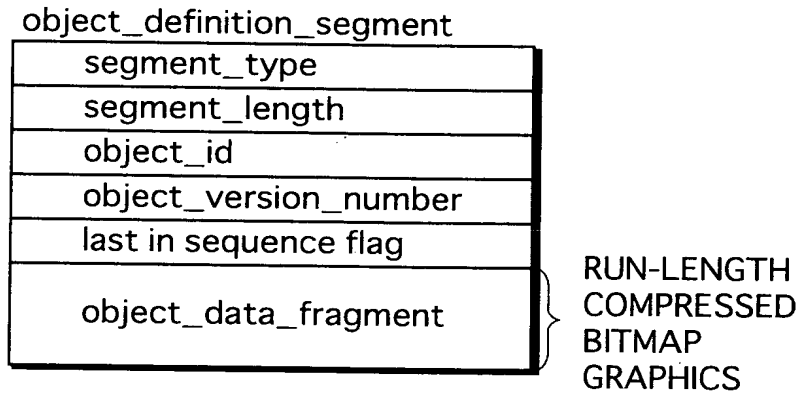 object_definition_segment
segment_type
segment_length
object_id
object_version_number
last in sequence flag
object_data_fragment
RUN-LENGTH
COMPRESSED
BITMAP
GRAPHICS